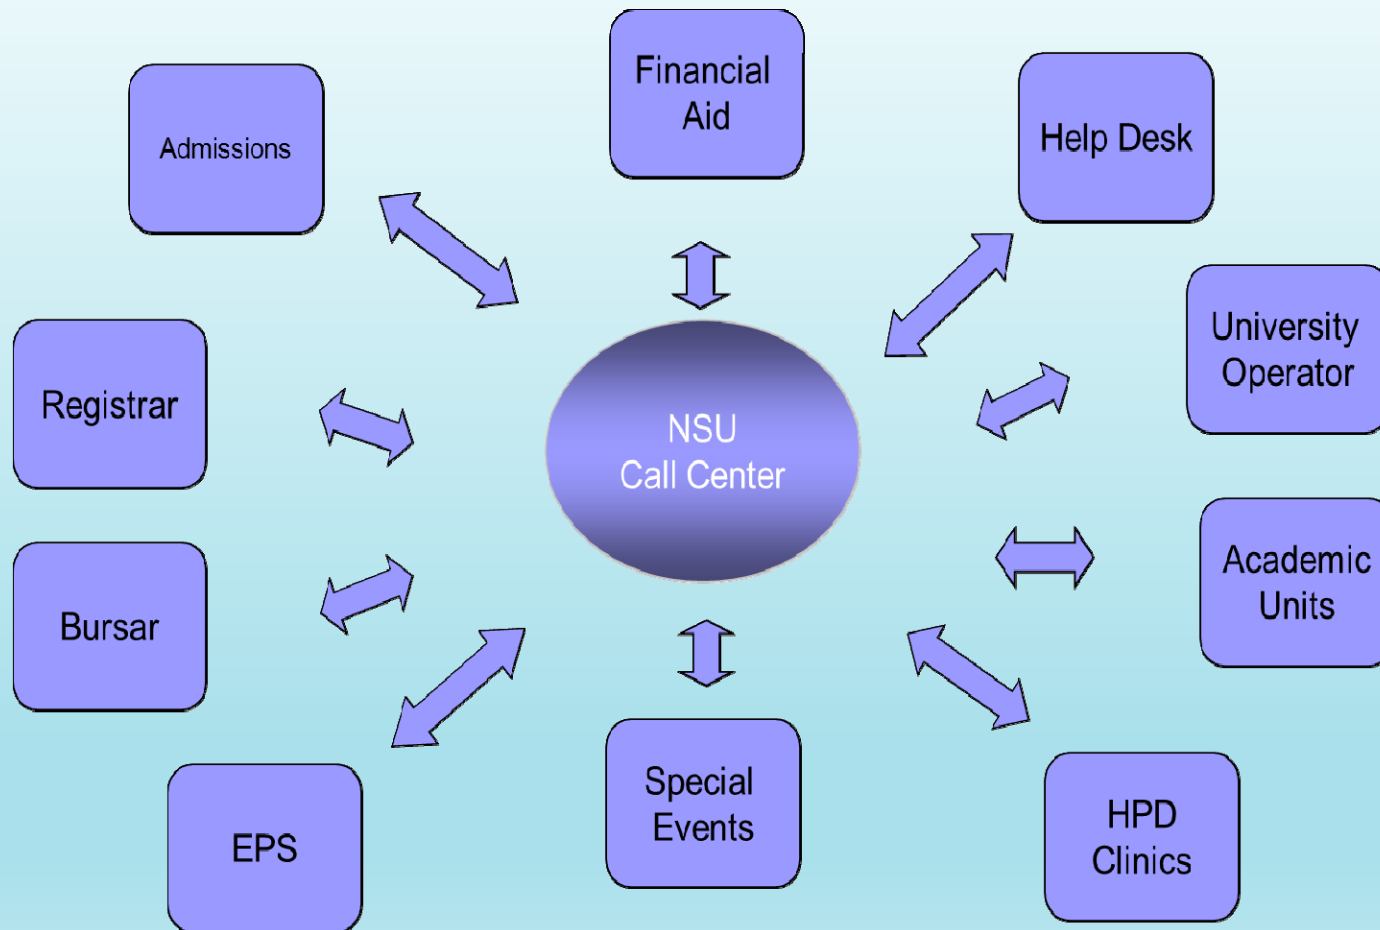 Financial
Aid
Admissions
Help Desk
University
Operator
Registrar
NSU
Call Center
Academic
Units
Bursar
Special
Events
HPD
Clinics
EPS